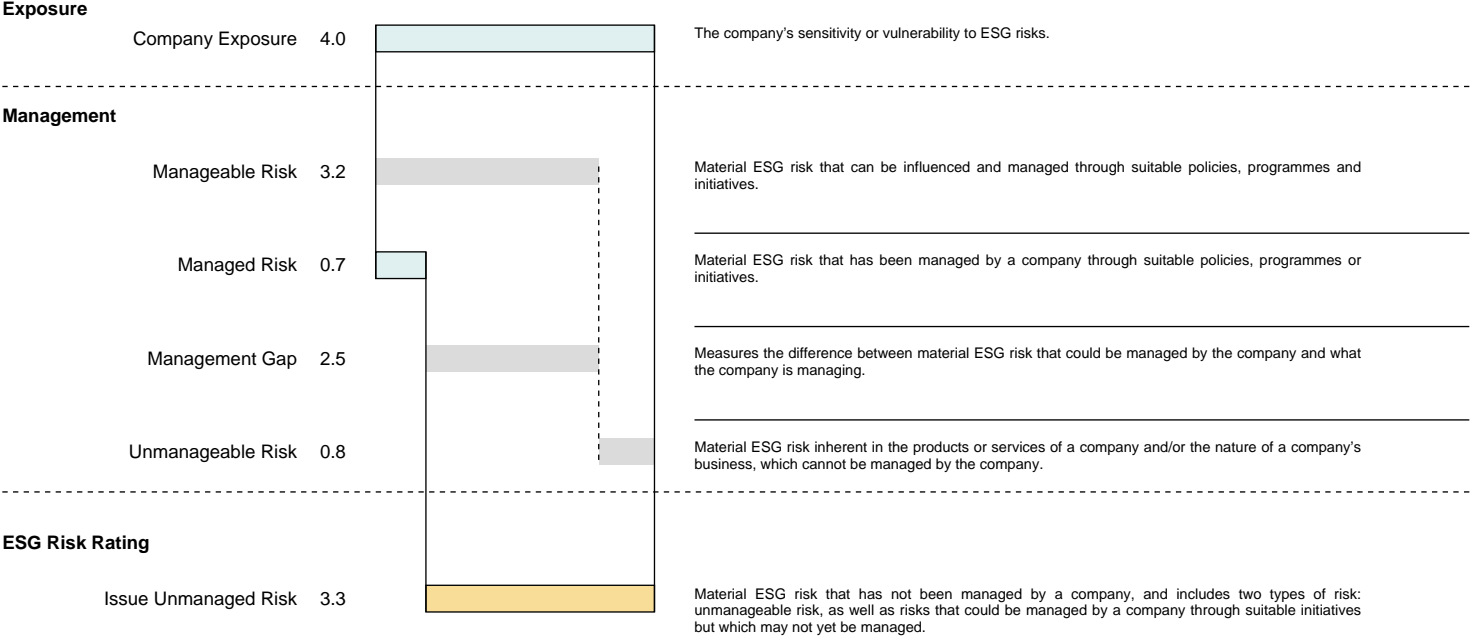 Exposure
Company Exposure 4.0
The company’s sensitivity or vulnerability to ESG risks.
Management
Manageable Risk 3.2
Material ESG risk that can be influenced and managed through suitable policies, programmes and
initiatives.
Managed Risk 0.7
Material ESG risk that has been managed by a company through suitable policies, programmes or
initiatives.
Management Gap 2.5
Measures the difference between material ESG risk that could be managed by the company and what
the company is managing.
Unmanageable Risk 0.8
Material ESG risk inherent in the products or services of a company and/or the nature of a company’s
business, which cannot be managed by the company.
ESG Risk Rating
Issue Unmanaged Risk 3.3
Material ESG risk that has not been managed by a company, and includes two types of risk:
unmanageable risk, as well as risks that could be managed by a company through suitable initiatives
but which may not yet be managed.